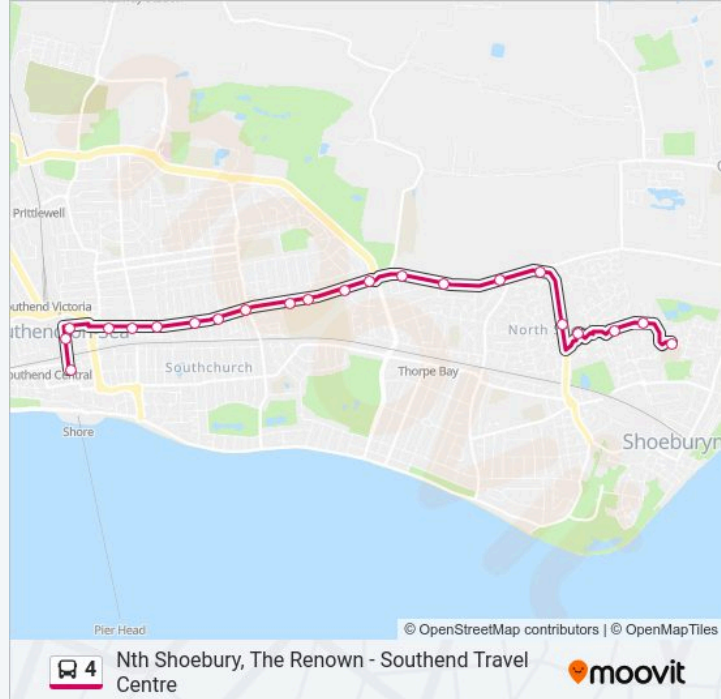 Prittlewell
outhend Victoria
uthend on Sea
outhend Central
Southchurch
North S
Thorpe Bay
Shoeburyn
Shore
Pier Head
© OpenStreetMap contributors | © OpenMapTiles
4
Nth Shoebury, The Renown - Southend Travel
Centre
moovit